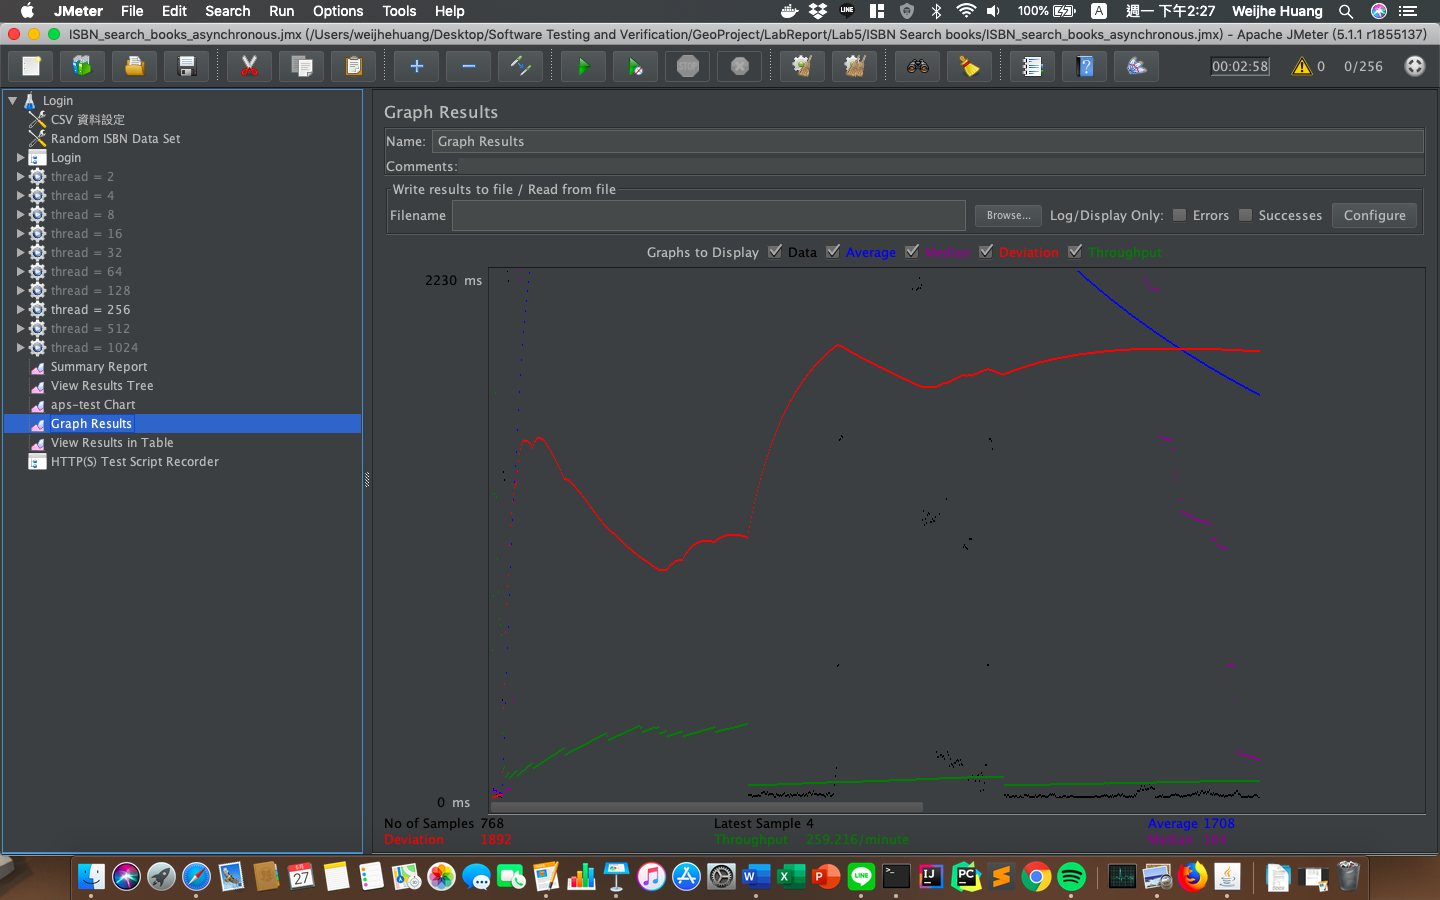 JMeter File Edit Search Run Options Tools Help 100% A 週一 下午2:27 Weijhe Huang
ISBN_search_books_asynchronous.jmx (/Users/weijhehuang/Desktop/Software Testing and Verification/GeoProject/LabReport/Lab5/ISBN Search books/ISBN_search_books_asynchronous.jmx) - Apache JMeter (5.1.1 r1855137)
STOP 00:02:58 0 0/256
Login
CSV 資料設定
Random ISBN Data Set
Login
thread = 2
thread = 4
thread = 8
thread = 16
thread = 32
thread = 64
thread = 128
thread = 256
thread = 512
thread = 1024
Summary Report
View Results Tree
aps-test Chart
Graph Results
View Results in Table
HTTP(S) Test Script Recorder
Graph Results
Name: Graph Results
Comments:
Write results to file / Read from file
Filename Browse... Log/Display Only: Errors Successes Configure
Graphs to Display Data Average Median Deviation Throughput
2230 ms
0 ms
No of Samples 768 Latest Sample 4 Average 1708
Deviation 1892 Throughput 259.216/minute Median 164
27